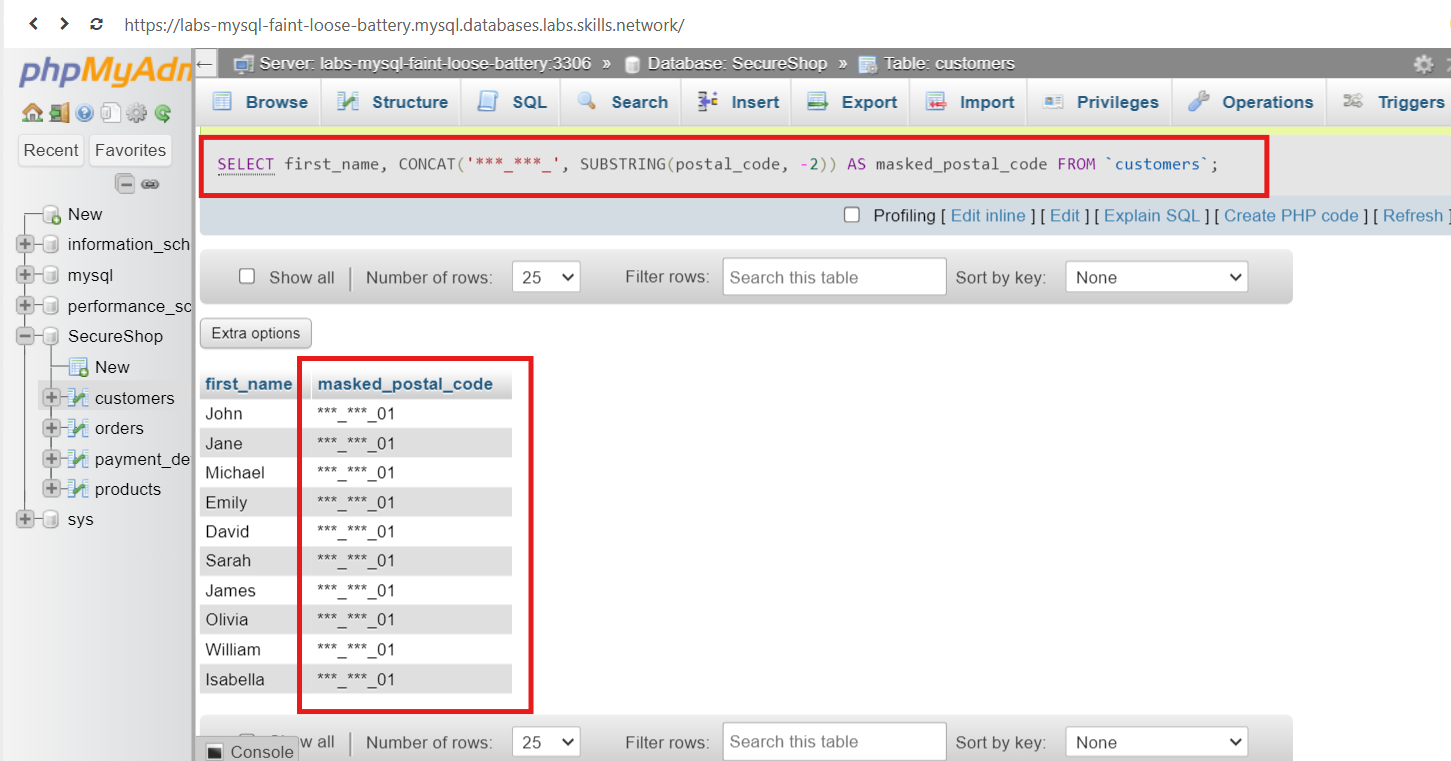 https://labs-mysql-faint-loose-battery.mysql.databases.labs.skills.network/
phpMyAdn
Recent Favorites
New
information_sch
mysql
performance_sc
SecureShop
New
customers
orders
payment_de
products
sys
Server: labs-mysql-faint-loose-battery:3306 » Database: SecureShop » Table: customers
Browse Structure SQL Search Insert Export Import Privileges Operations Triggers
SELECT first_name, CONCAT('***_***_', SUBSTRING(postal_code, -2)) AS masked_postal_code FROM `customers`;
Profiling [ Edit inline ] [ Edit ] [ Explain SQL ] [ Create PHP code ] [ Refresh ]
Show all | Number of rows: 25 Filter rows: Search this table Sort by key: None
Extra options
first_name masked_postal_code
John ***_***_01
Jane ***_***_01
Michael ***_***_01
Emily ***_***_01
David ***_***_01
Sarah ***_***_01
James ***_***_01
Olivia ***_***_01
William ***_***_01
Isabella ***_***_01
w all | Number of rows: 25 Filter rows: Search this table Sort by key: None
Console